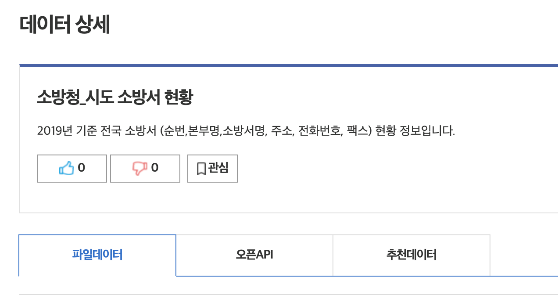 데이터 상세
소방청_시도 소방서 현황
2019년 기준 전국 소방서 (순번,본부명,소방서명, 주소, 전화번호, 팩스) 현황 정보입니다.
0 0 관심
파일데이터 오픈API 추천데이터